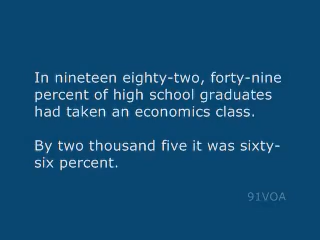 In nineteen eighty-two, forty-nine
percent of high school graduates
had taken an economics class.
By two thousand five it was sixty-
six percent.
91VOA